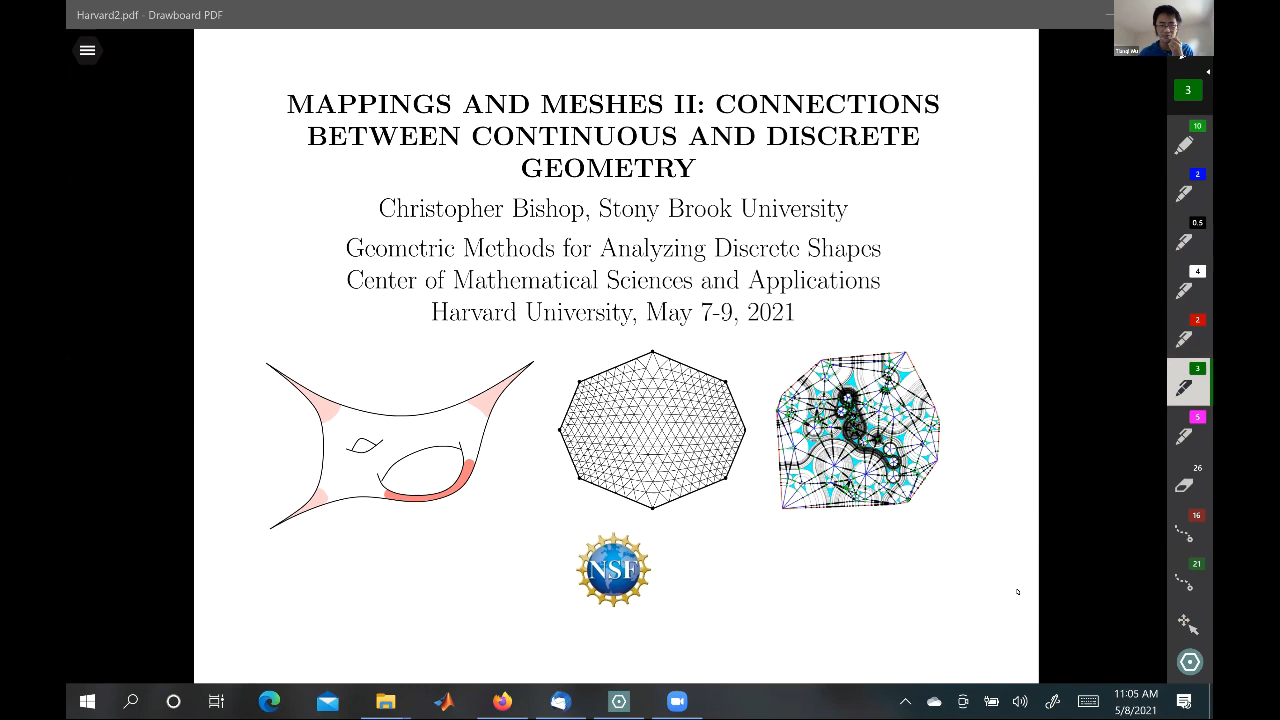 Harvard2.pdf - Drawboard PDF
Tianqi Wu
MAPPINGS AND MESHES II: CONNECTIONS
BETWEEN CONTINUOUS AND DISCRETE
GEOMETRY
Christopher Bishop, Stony Brook University
Geometric Methods for Analyzing Discrete Shapes
Center of Mathematical Sciences and Applications
Harvard University, May 7-9, 2021
NSF
3
10
2
0.5
4
2
3
5
26
16
21
11:05 AM
5/8/2021